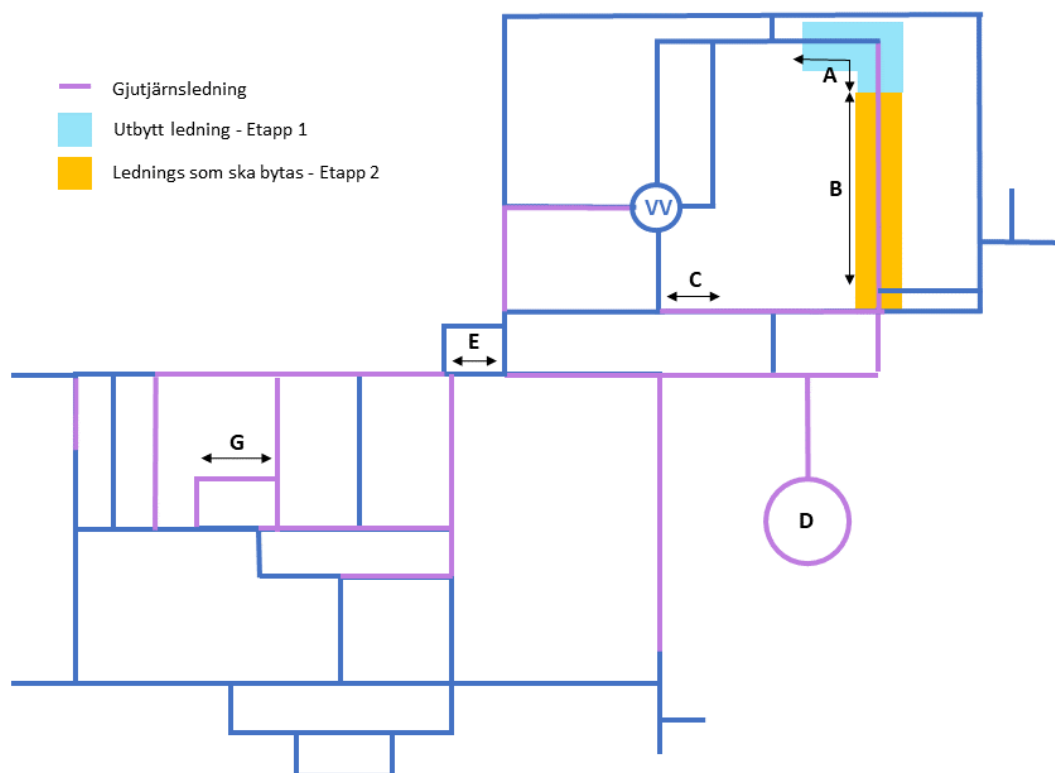 Gjutjärnsledning
Utbytt ledning - Etapp 1
Lednings som ska bytas - Etapp 2
A
B
VV
C
E
G
D